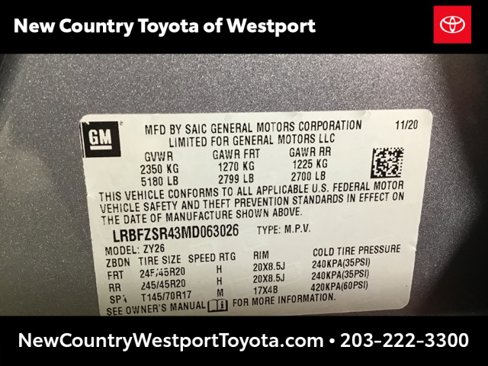 New Country Toyota of Westport
TOYOTA
GM
MFD BY SAIC GENERAL MOTORS CORPORATION 11/20
LIMITED FOR GENERAL MOTORS LLC
GVWR GAWR FRT GAWR RR
2350 KG 1270 KG 1225 KG
5180 LB 2799 LB 2700 LB
THIS VEHICLE CONFORMS TO ALL APPLICABLE U.S. FEDERAL MOTOR
VEHICLE SAFETY AND THEFT PREVENTION STANDARDS IN EFFECT ON
THE DATE OF MANUFACTURE SHOWN ABOVE.
LRBFZSR43MD063026 TYPE: M.P.V.
MODEL: ZY26
ZBDN TIRE SIZE SPEED RTG RIM COLD TIRE PRESSURE
FRT 245/45R20 H 20X8.5J 240KPA(35PSI)
RR 245/45R20 H 20X8.5J 240KPA(35PSI)
SPA T145/70R17 M 17X4B 420KPA(60PSI)
SEE OWNER'S MANUAL FOR MORE INFORMATION
NewCountryWestportToyota.com • 203-222-3300